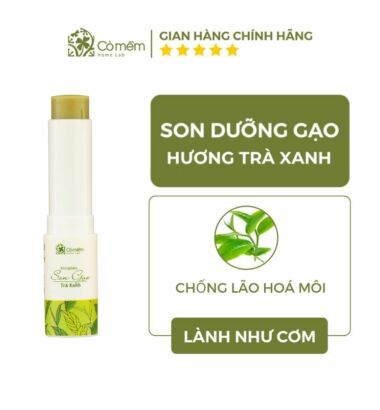 Cỏ mềm
Home Lab
GIAN HÀNG CHÍNH HÃNG
SON DƯỠNG GẠO
HƯƠNG TRÀ XANH
CHỐNG LÃO HOÁ MÔI
LÀNH NHƯ CƠM
Cỏ mềm
Son Gạo
Trà Xanh